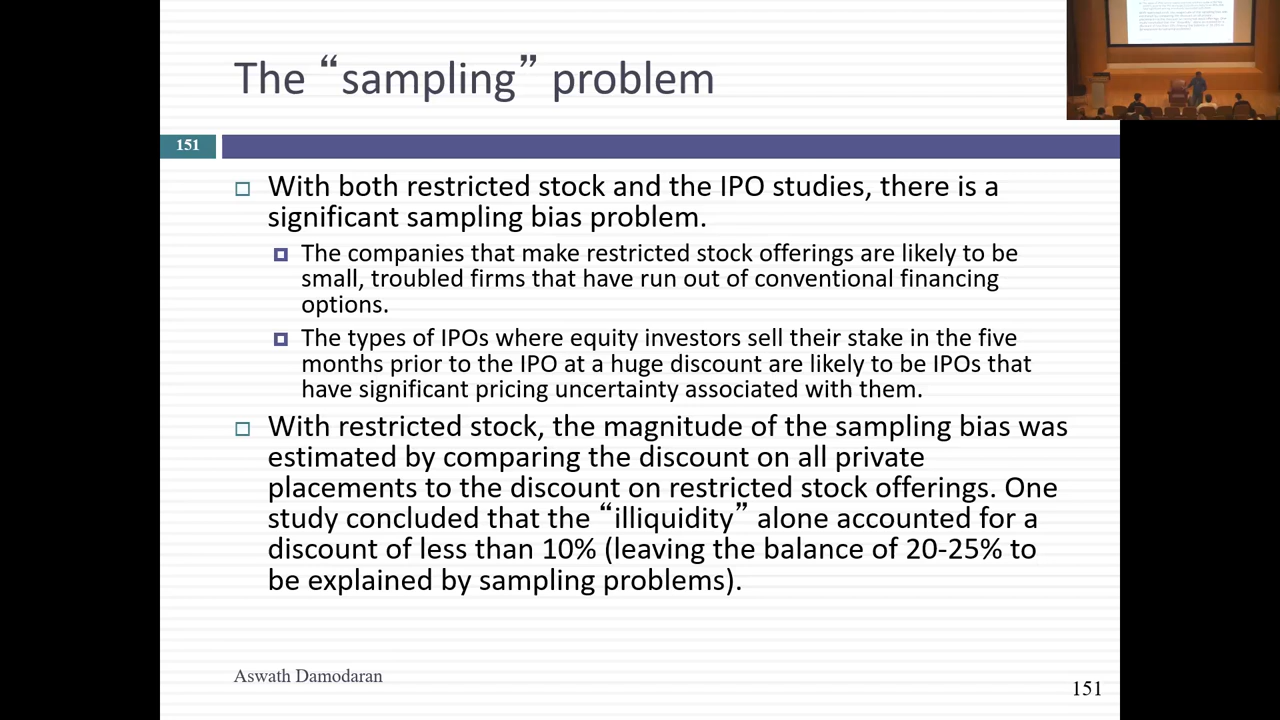 The “sampling” problem
151
With both restricted stock and the IPO studies, there is a
significant sampling bias problem.
The companies that make restricted stock offerings are likely to be
small, troubled firms that have run out of conventional financing
options.
The types of IPOs where equity investors sell their stake in the five
months prior to the IPO at a huge discount are likely to be IPOs that
have significant pricing uncertainty associated with them.
With restricted stock, the magnitude of the sampling bias was
estimated by comparing the discount on all private
placements to the discount on restricted stock offerings. One
study concluded that the “illiquidity” alone accounted for a
discount of less than 10% (leaving the balance of 20-25% to
be explained by sampling problems).
Aswath Damodaran
151